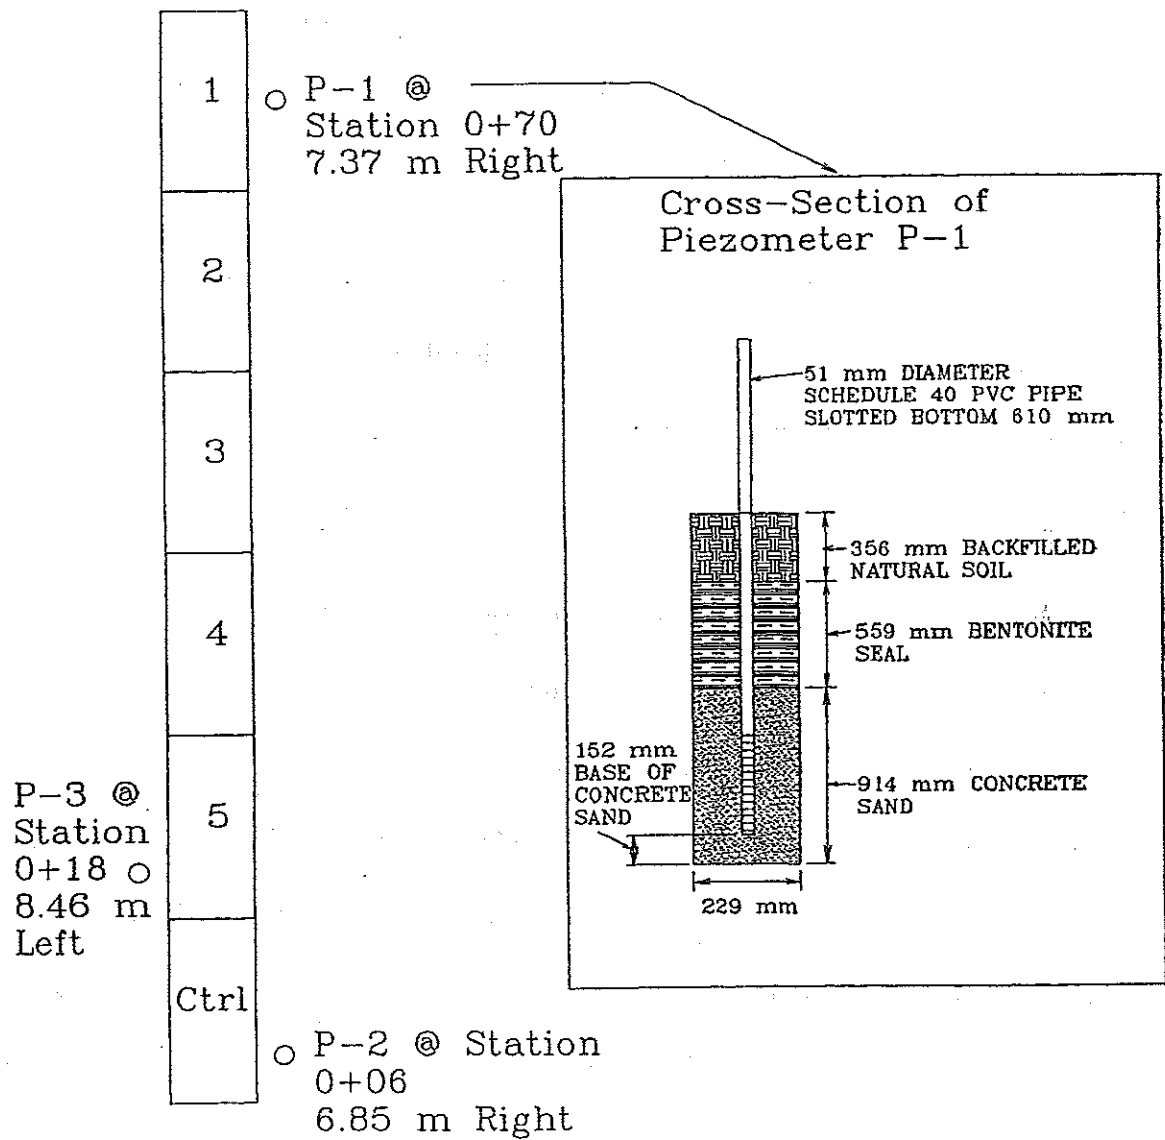 1
P-1 @
Station 0+70
7.37 m Right
Cross-Section of
Piezometer P-1
2
51 mm DIAMETER
SCHEDULE 40 PVC PIPE
SLOTTED BOTTOM 610 mm
3
356 mm BACKFILLED
NATURAL SOIL
4
559 mm BENTONITE
SEAL
152 mm
BASE OF
CONCRETE
SAND
914 mm CONCRETE
SAND
P-3 @
Station
0+18
8.46 m
Left
5
229 mm
Ctrl
P-2 @ Station
0+06
6.85 m Right